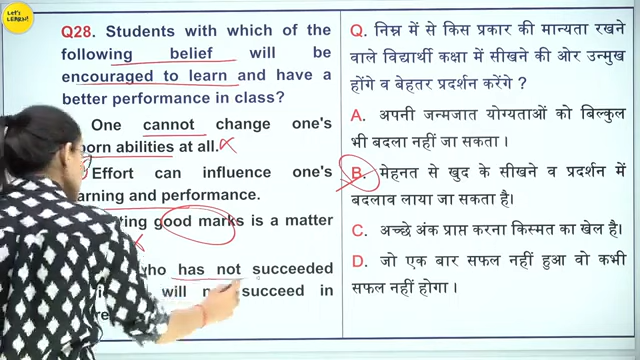 LET'S LEARN!
Q28. Students with which of the
following belief will be
encouraged to learn and have a
better performance in class?
One cannot change one's
abilities at all.
Effort can influence one's
and performance.
good marks is a matter
who has not succeeded
will succeed in
Q. निम्न में से किस प्रकार की मान्यता रखने
वाले विद्यार्थी कक्षा में सीखने की ओर उन्मुख
होंगे व बेहतर प्रदर्शन करेंगे ?
A. अपनी जन्मजात योग्यताओं को बिल्कुल
भी बदला नहीं जा सकता ।
B. मेहनत से खुद के सीखने व प्रदर्शन में
बदलाव लाया जा सकता है।
C. अच्छे अंक प्राप्त करना किस्मत का खेल है।
D. जो एक बार सफल नहीं हुआ वो कभी
सफल नहीं होगा ।